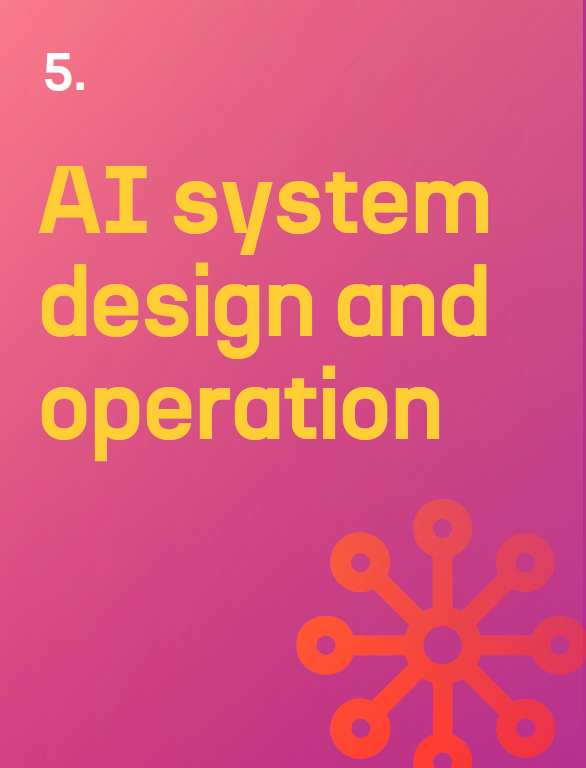 5.
AI system
design and
operation